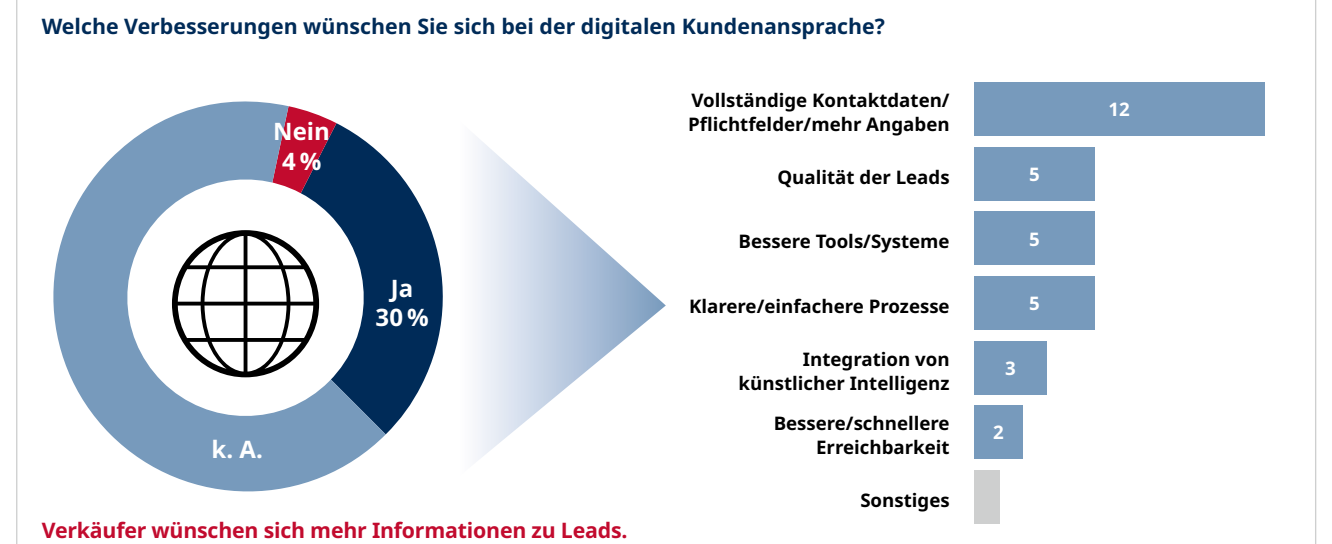 Welche Verbesserungen wünschen Sie sich bei der digitalen Kundenansprache?
Nein
4 %
Ja
30 %
k. A.
Vollständige Kontaktdaten/
Pflichtfelder/mehr Angaben
12
Qualität der Leads
5
Bessere Tools/Systeme
5
Klarere/einfachere Prozesse
5
Integration von
künstlicher Intelligenz
3
Bessere/schnellere
Erreichbarkeit
2
Sonstiges
Verkäufer wünschen sich mehr Informationen zu Leads.